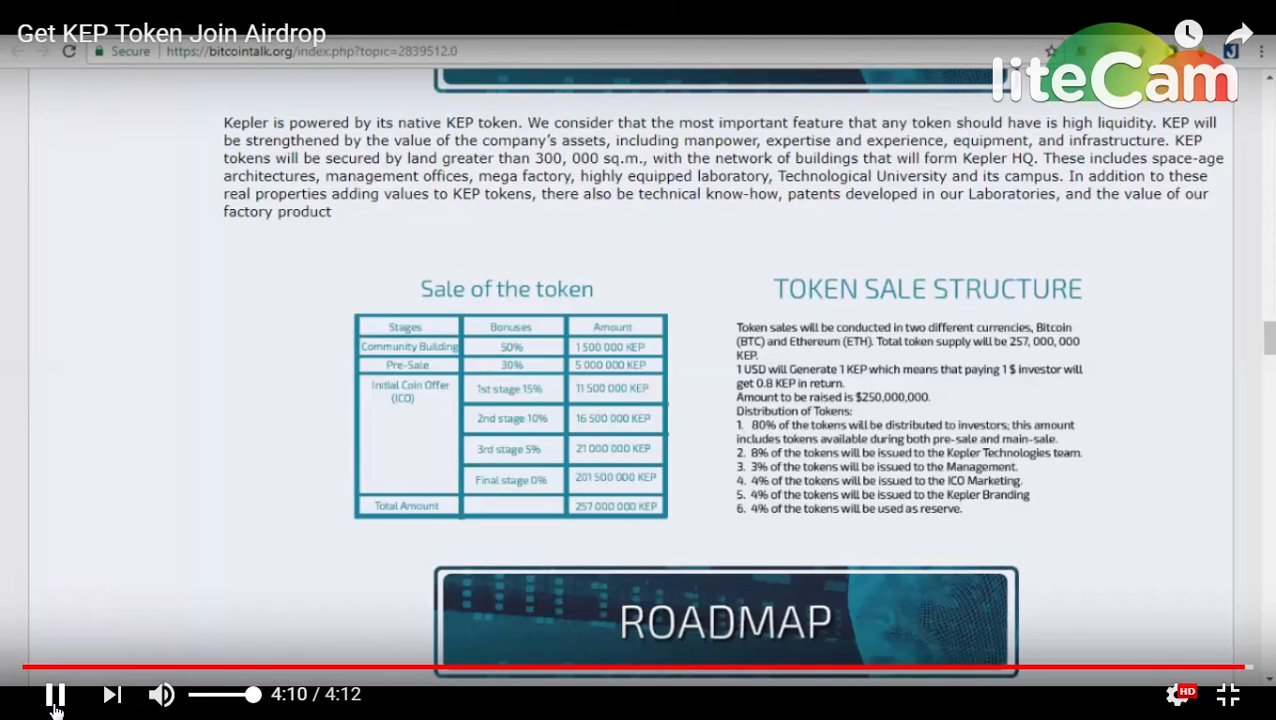 Get KEP Token Join Airdrop
Secure https://bitcointalk.org/index.php?topic=2839512.0
liteCam
Kepler is powered by its native KEP token. We consider that the most important feature that any token should have is high liquidity. KEP will
be strengthened by the value of the company's assets, including manpower, expertise and experience, equipment, and infrastructure. KEP
tokens will be secured by land greater than 300, 000 sq.m., with the network of buildings that will form Kepler HQ. These includes space-age
architectures, management offices, mega factory, highly equipped laboratory, Technological University and its campus. In addition to these
real properties adding values to KEP tokens, there also be technical know-how, patents developed in our Laboratories, and the value of our
factory product
Sale of the token
Stages Bonuses Amount
Community Building 50% 1 500 000 KEP
Pre-Sale 30% 5 000 000 KEP
Initial Coin Offer 1st stage 15% 11 500 000 KEP
(ICO)
2nd stage 10% 16 500 000 KEP
3rd stage 5% 21 000 000 KEP
Final stage 0% 201 500 000 KEP
Total Amount 257 000 000 KEP
TOKEN SALE STRUCTURE
Token sales will be conducted in two different currencies, Bitcoin
(BTC) and Ethereum (ETH). Total token supply will be 257, 000, 000
KEP.
1 USD will Generate 1 KEP which means that paying 1 $ investor will
get 0.8 KEP in return.
Amount to be raised is $250,000,000.
Distribution of Tokens:
1. 80% of the tokens will be distributed to investors; this amount
includes tokens available during both pre-sale and main-sale.
2. 8% of the tokens will be issued to the Kepler Technologies team.
3. 3% of the tokens will be issued to the Management.
4. 4% of the tokens will be issued to the ICO Marketing.
5. 4% of the tokens will be issued to the Kepler Branding
6. 4% of the tokens will be used as reserve.
ROADMAP
4:10 / 4:12
HD